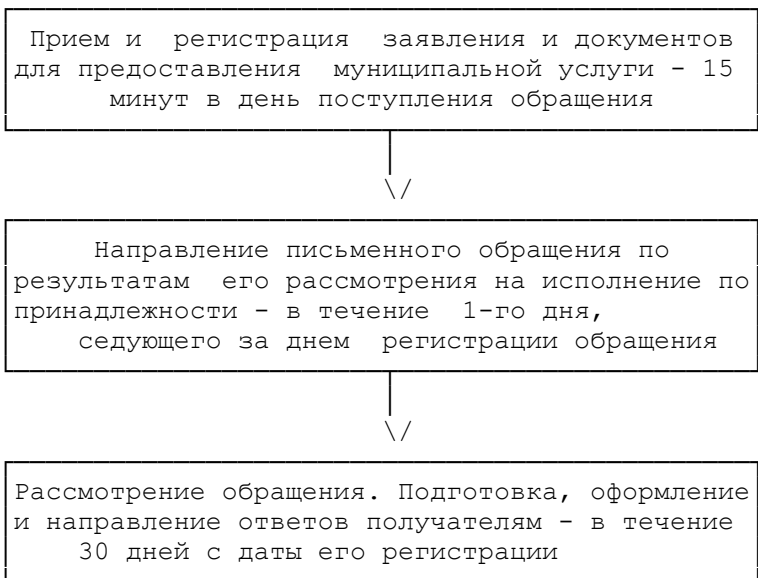 Прием и регистрация заявления и документов
для предоставления муниципальной услуги - 15
минут в день поступления обращения
\/
Направление письменного обращения по
результатам его рассмотрения на исполнение по
принадлежности - в течение 1-го дня,
седующего за днем регистрации обращения
\/
Рассмотрение обращения. Подготовка, оформление
и направление ответов получателям - в течение
30 дней с даты его регистрации